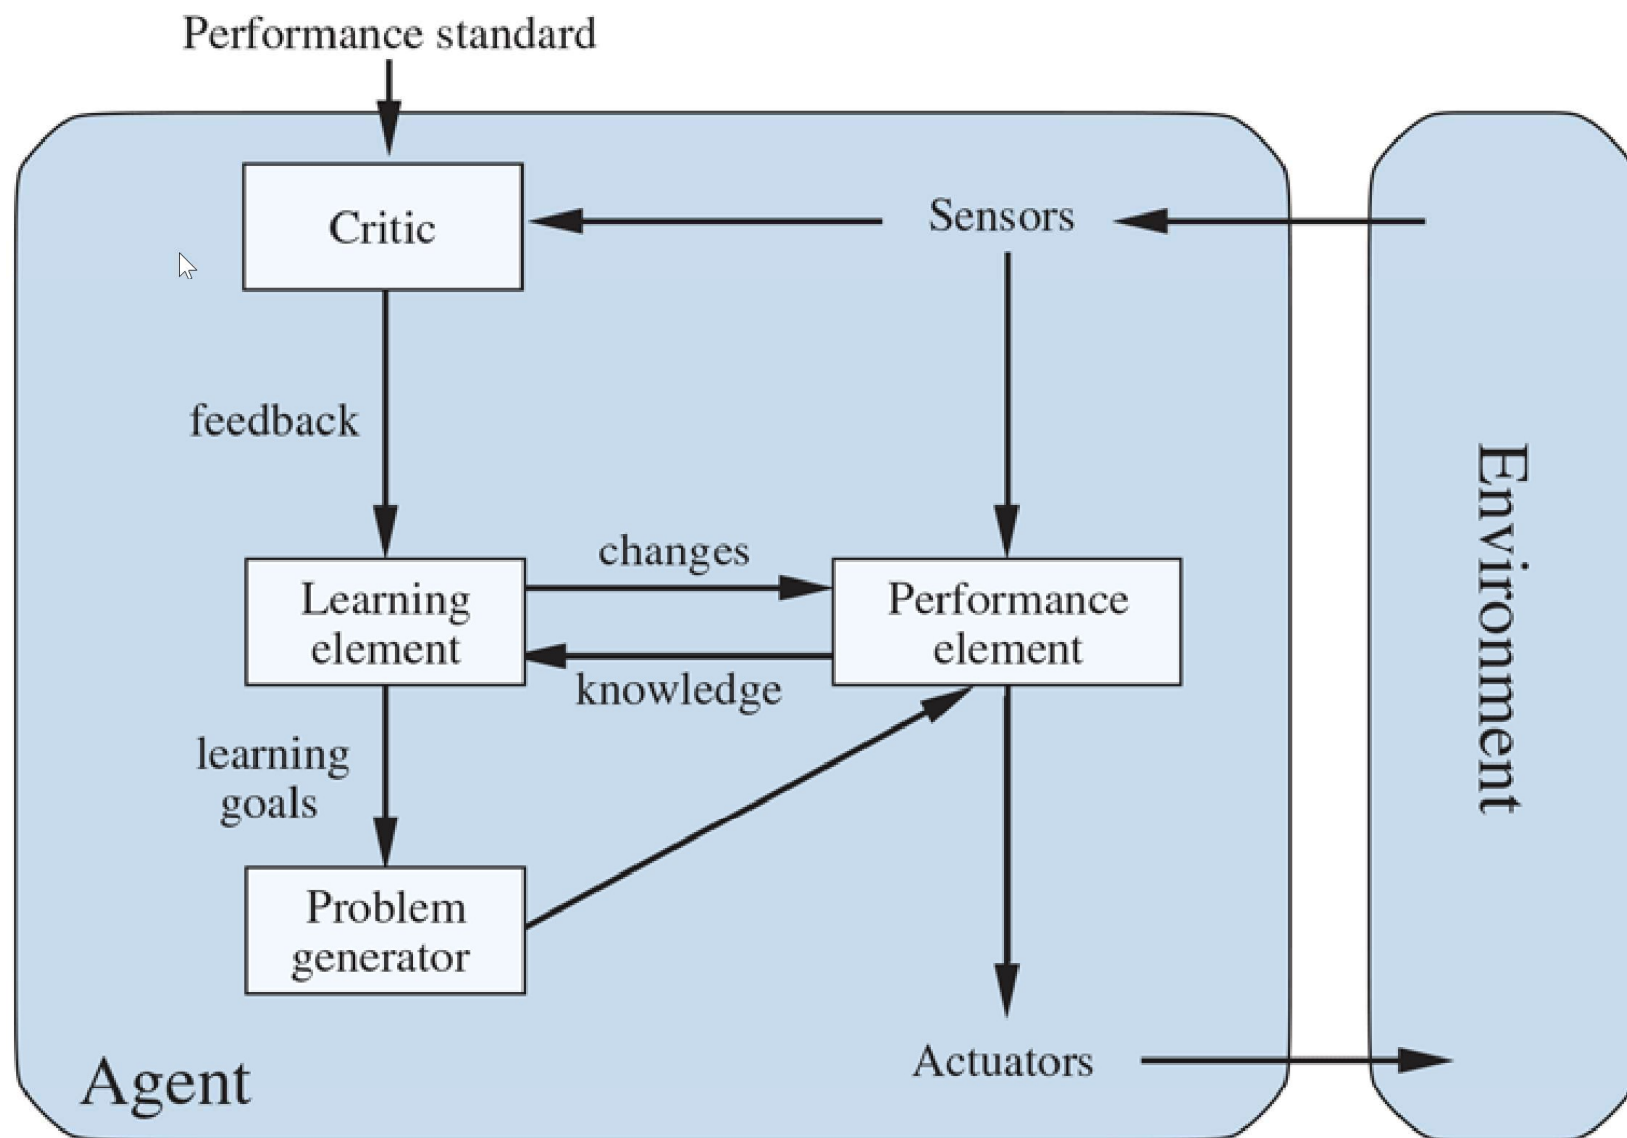 Performance standard
Critic
Sensors
feedback
changes
Learning
element
Performance
element
knowledge
learning
goals
Problem
generator
Agent
Actuators
Environment